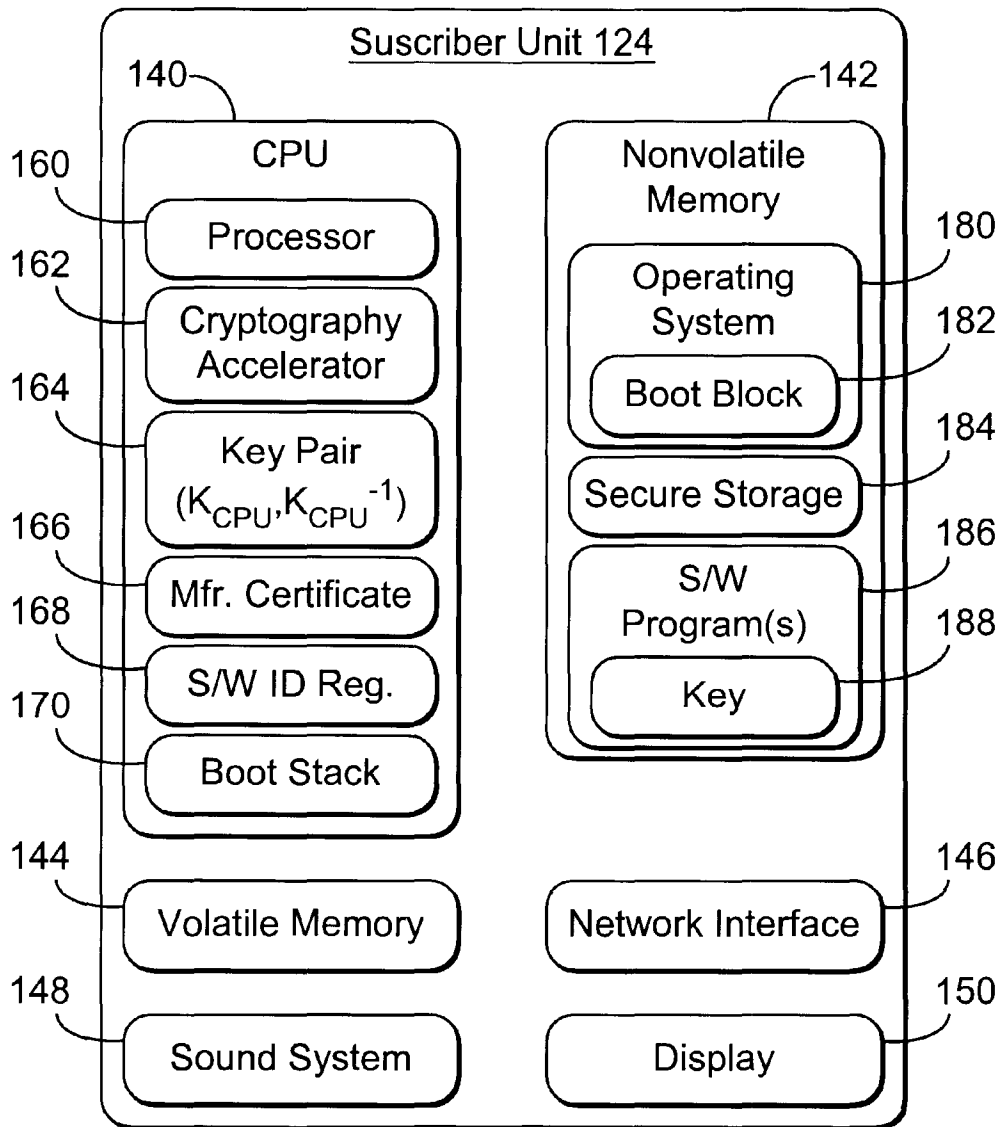 Suscriber Unit 124
140
142
CPU
160
Processor
162
Cryptography
Accelerator
164
Key Pair
(K_CPU,K_CPU^-1)
166
Mfr. Certificate
168
S/W ID Reg.
170
Boot Stack
Nonvolatile
Memory
180
Operating
System
182
Boot Block
184
Secure Storage
186
S/W
Program(s)
188
Key
144
Volatile Memory
146
Network Interface
148
Sound System
150
Display